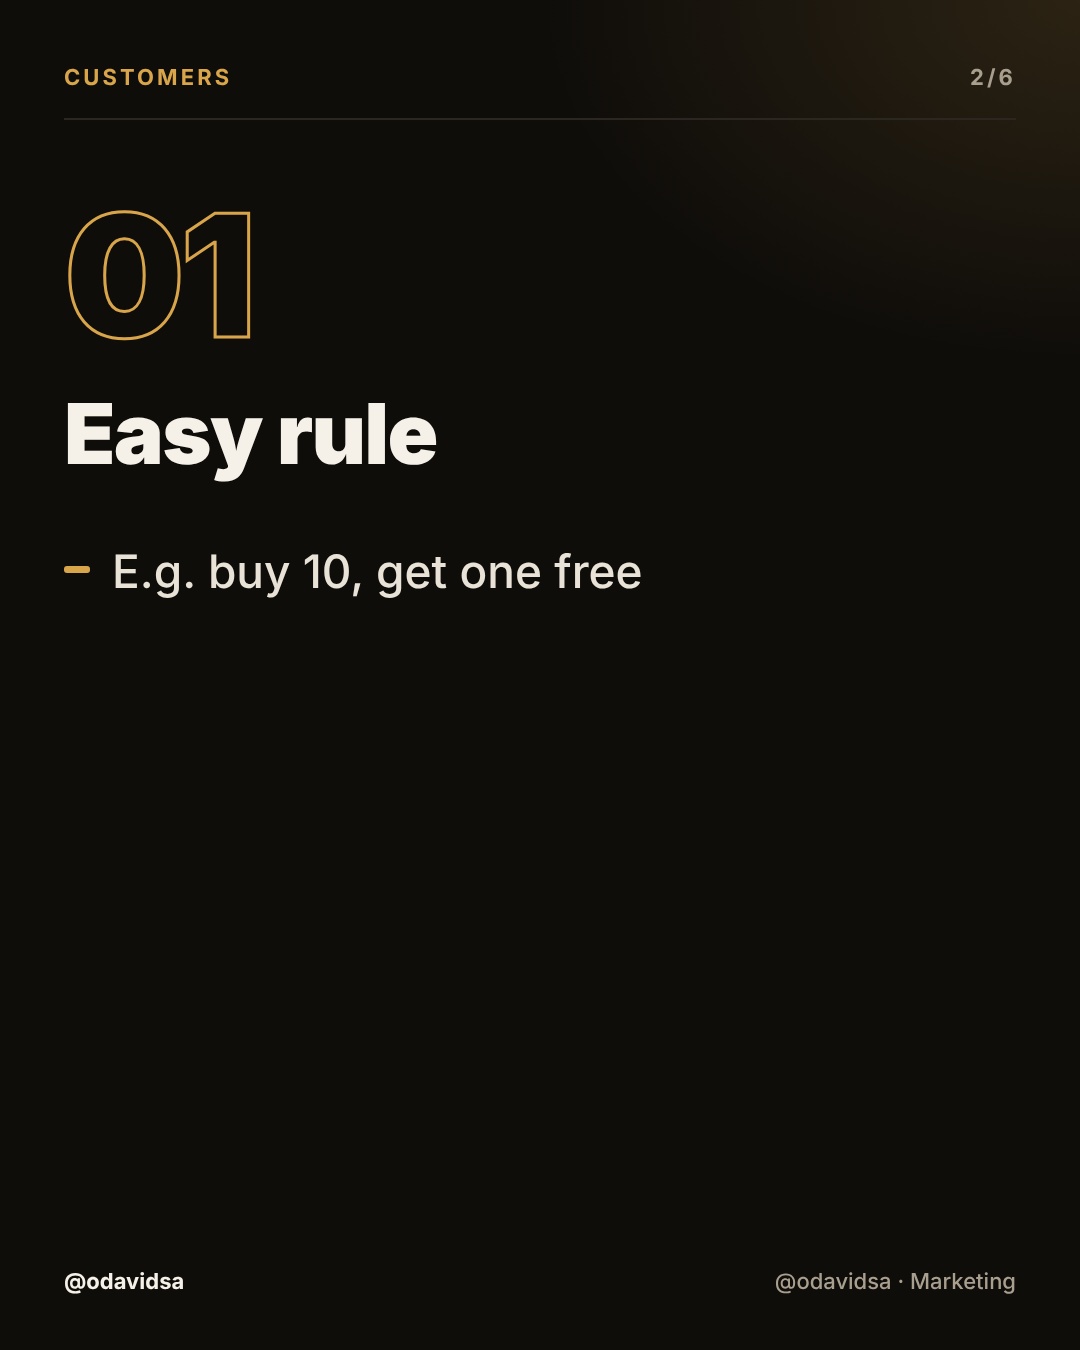 CUSTOMERS
2/6
01
Easy rule
E.g. buy 10, get one free
@odavidsa
@odavidsa · Marketing